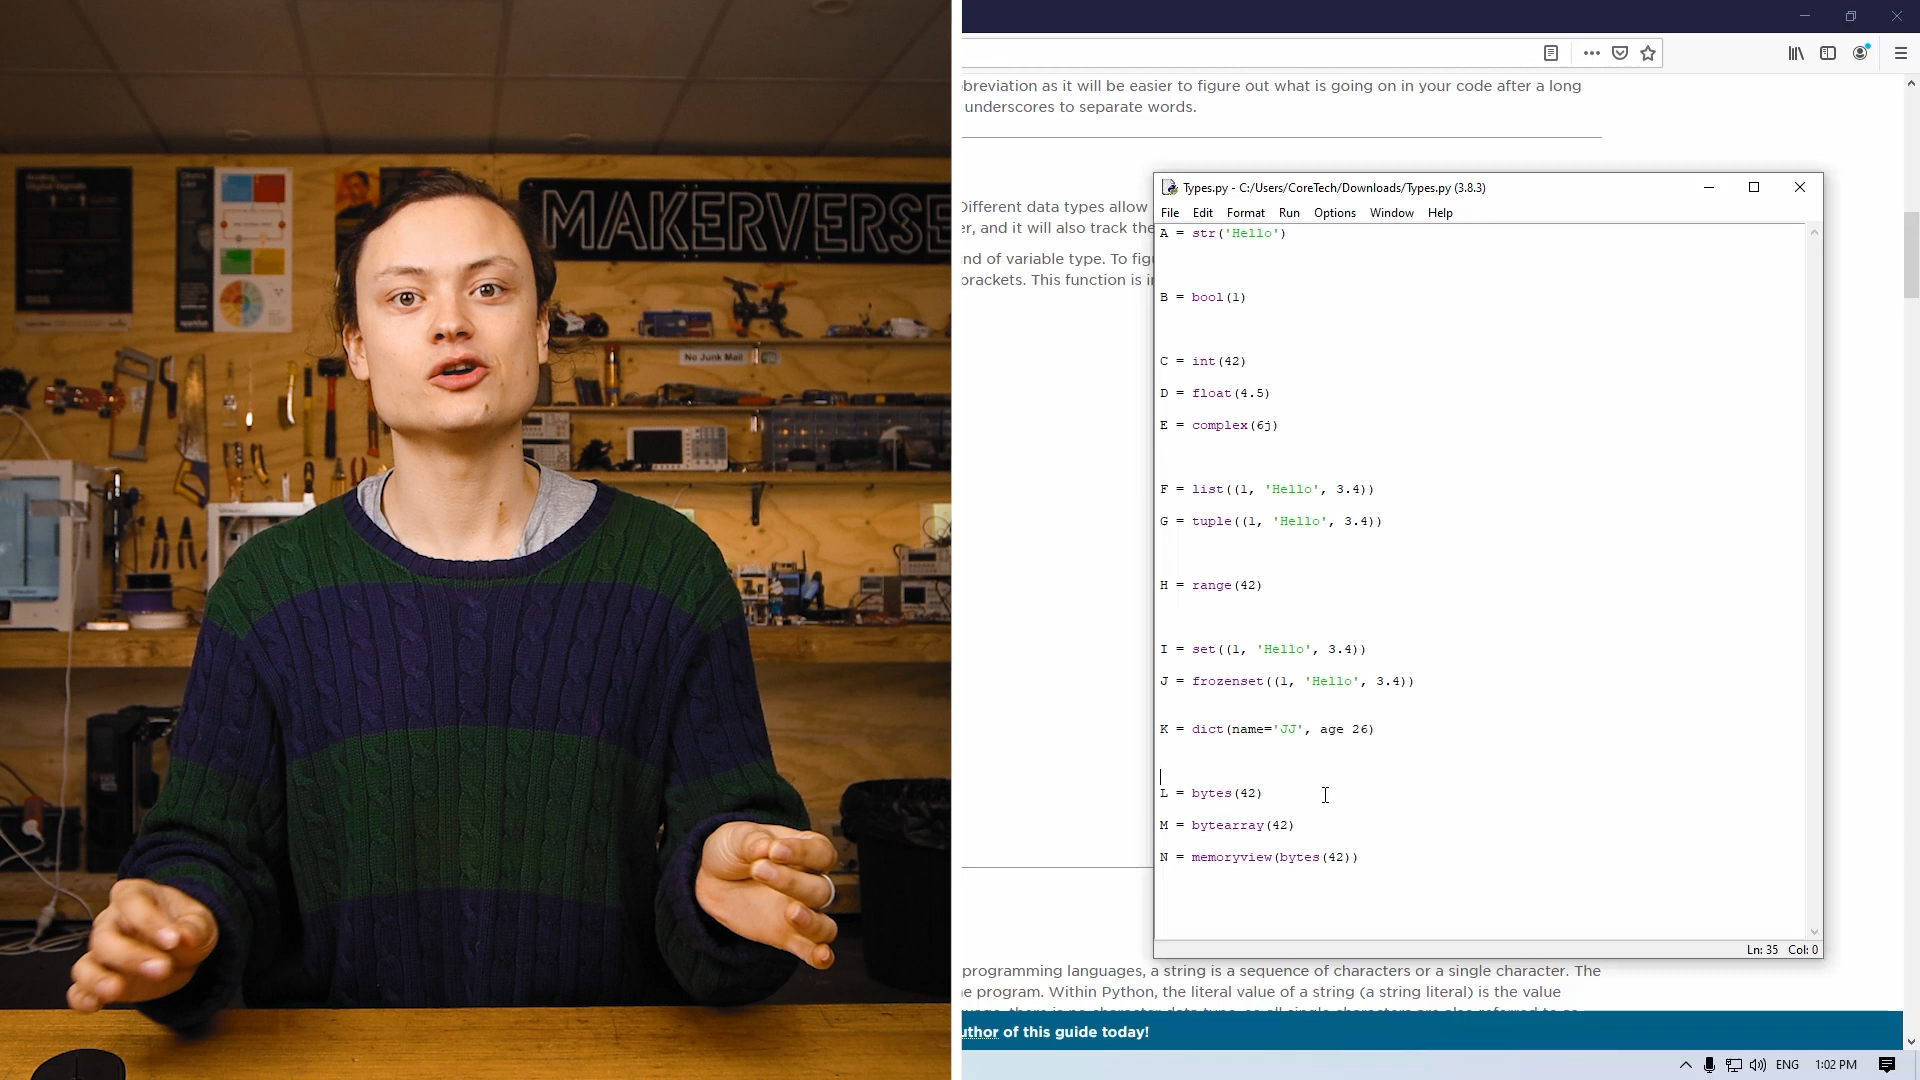 MAKERVERSE
No Junk Mail
breviation as it will be easier to figure out what is going on in your code after a long
underscores to separate words.
Different data types allow
er, and it will also track the
nd of variable type. To fig
brackets. This function is i
Types.py - C:/Users/CoreTech/Downloads/Types.py (3.8.3)
File Edit Format Run Options Window Help
A = str('Hello')
B = bool(1)
C = int(42)
D = float(4.5)
E = complex(6j)
F = list((1, 'Hello', 3.4))
G = tuple((1, 'Hello', 3.4))
H = range(42)
I = set((1, 'Hello', 3.4))
J = frozenset((1, 'Hello', 3.4))
K = dict(name='JJ', age 26)
L = bytes(42)
M = bytearray(42)
N = memoryview(bytes(42))
Ln: 35 Col: 0
programming languages, a string is a sequence of characters or a single character. The
e program. Within Python, the literal value of a string (a string literal) is the value
uthor of this guide today!
ENG 1:02 PM